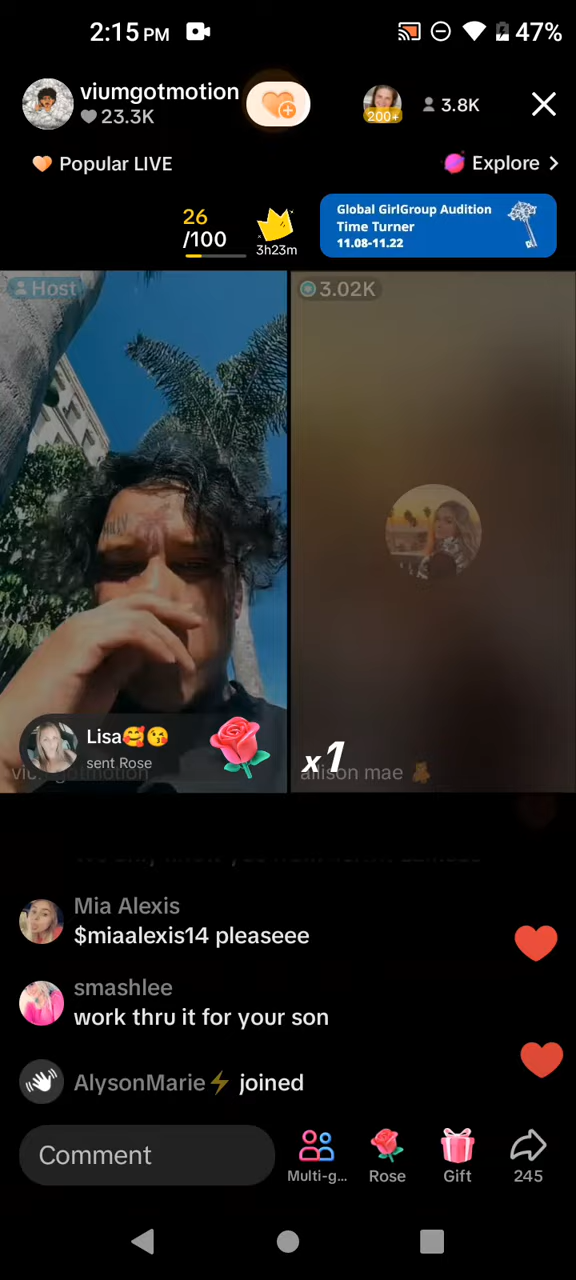 2:15 PM
47%
viumgotmotion
23.3K
200+
3.8K
Popular LIVE
Explore >
26
/100
3h23m
Global GirlGroup Audition
Time Turner
11.08-11.22
Host
3.02K
Lisa🥰😘
sent Rose
x1
allison mae 🧸
Mia Alexis
$miaalexis14 pleaseee
smashlee
work thru it for your son
AlysonMarie⚡ joined
Comment
Multi-g...
Rose
Gift
245